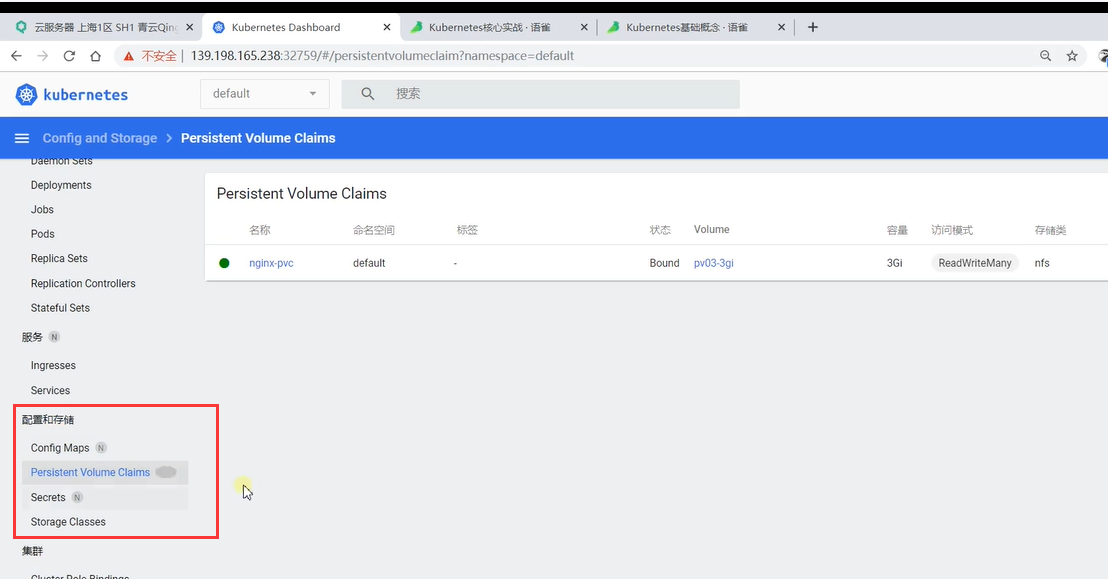 云服务器 上海1区 SH1 青云Qing
Kubernetes Dashboard
Kubernetes核心实战 · 语雀
Kubernetes基础概念 · 语雀
不安全 | 139.198.165.238:32759/#/persistentvolumeclaim?namespace=default
kubernetes
default
搜索
Config and Storage > Persistent Volume Claims
Daemon Sets
Deployments
Jobs
Pods
Replica Sets
Replication Controllers
Stateful Sets
服务 N
Ingresses
Services
配置和存储
Config Maps N
Persistent Volume Claims
Secrets N
Storage Classes
集群
Cluster Role Bindings
Persistent Volume Claims
名称 命名空间 标签 状态 Volume 容量 访问模式 存储类
nginx-pvc default - Bound pv03-3gi 3Gi ReadWriteMany nfs